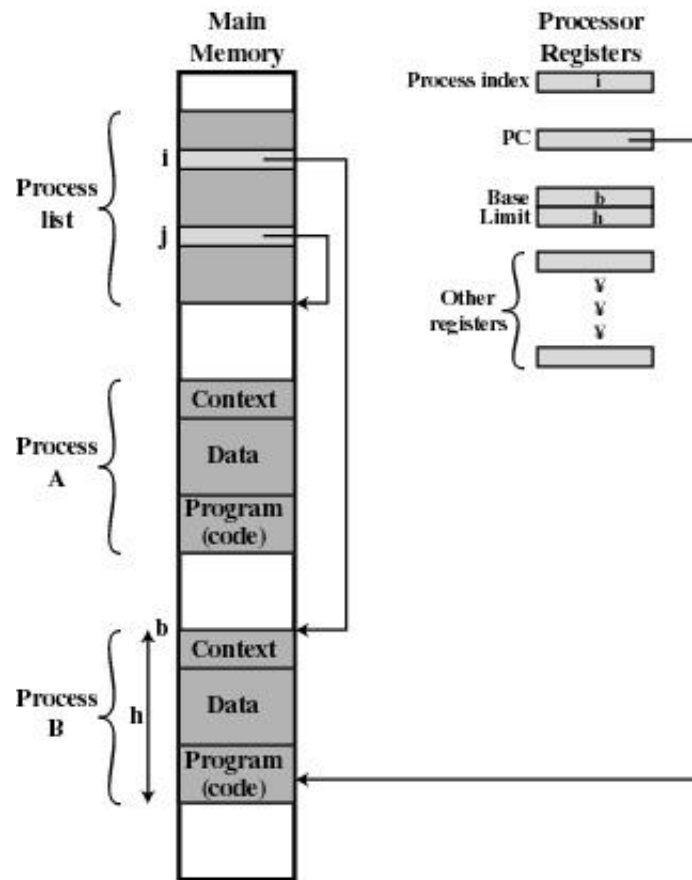 Main
Memory
Processor
Registers
Process index
i
PC
Base
b
Limit
h
Other
registers
¥
¥
¥
Process
list
i
j
Process
A
Context
Data
Program
(code)
Process
B
b
h
Context
Data
Program
(code)